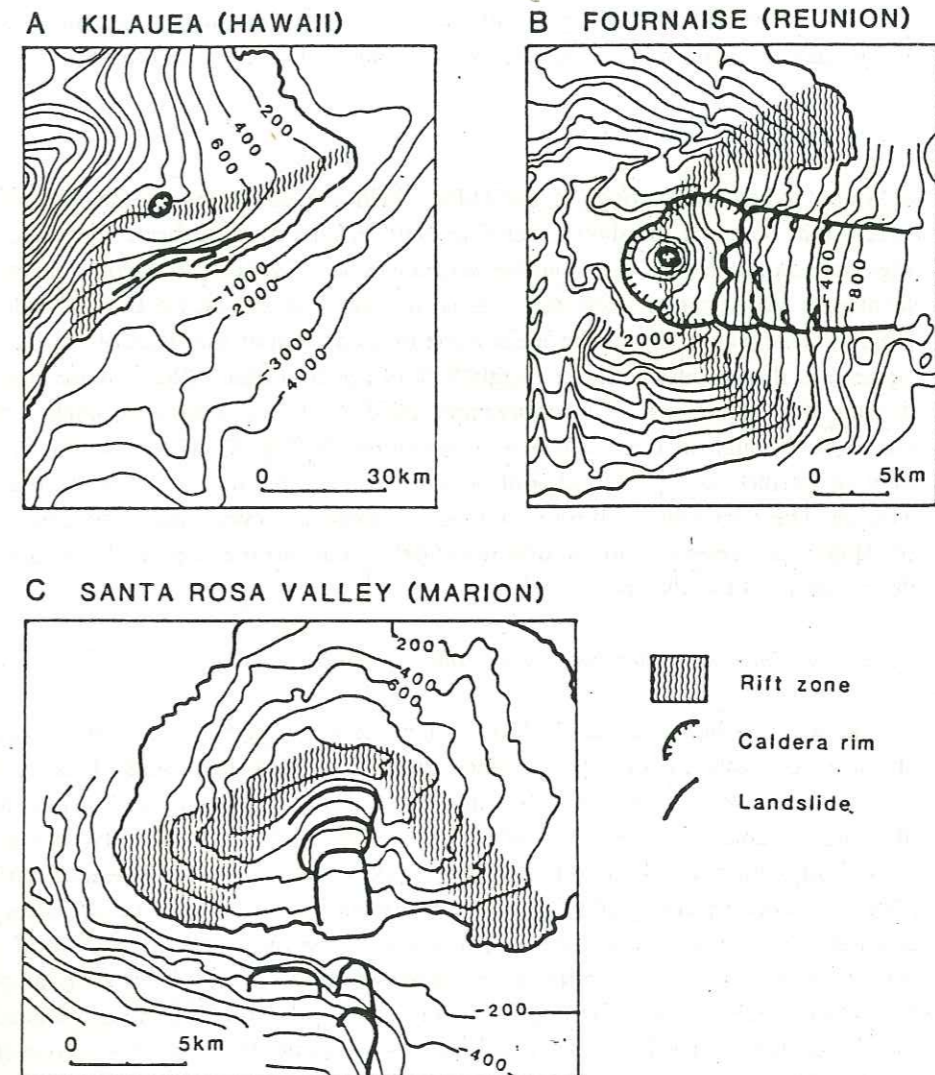 A KILAUEA (HAWAII)
200
400
600
-1000
-2000
-3000
-4000
0 30km
B FOURNAISE (REUNION)
-400
-800
2000
0 5km
C SANTA ROSA VALLEY (MARION)
200
400
600
-200
-400
0 5km
Rift zone
Caldera rim
Landslide